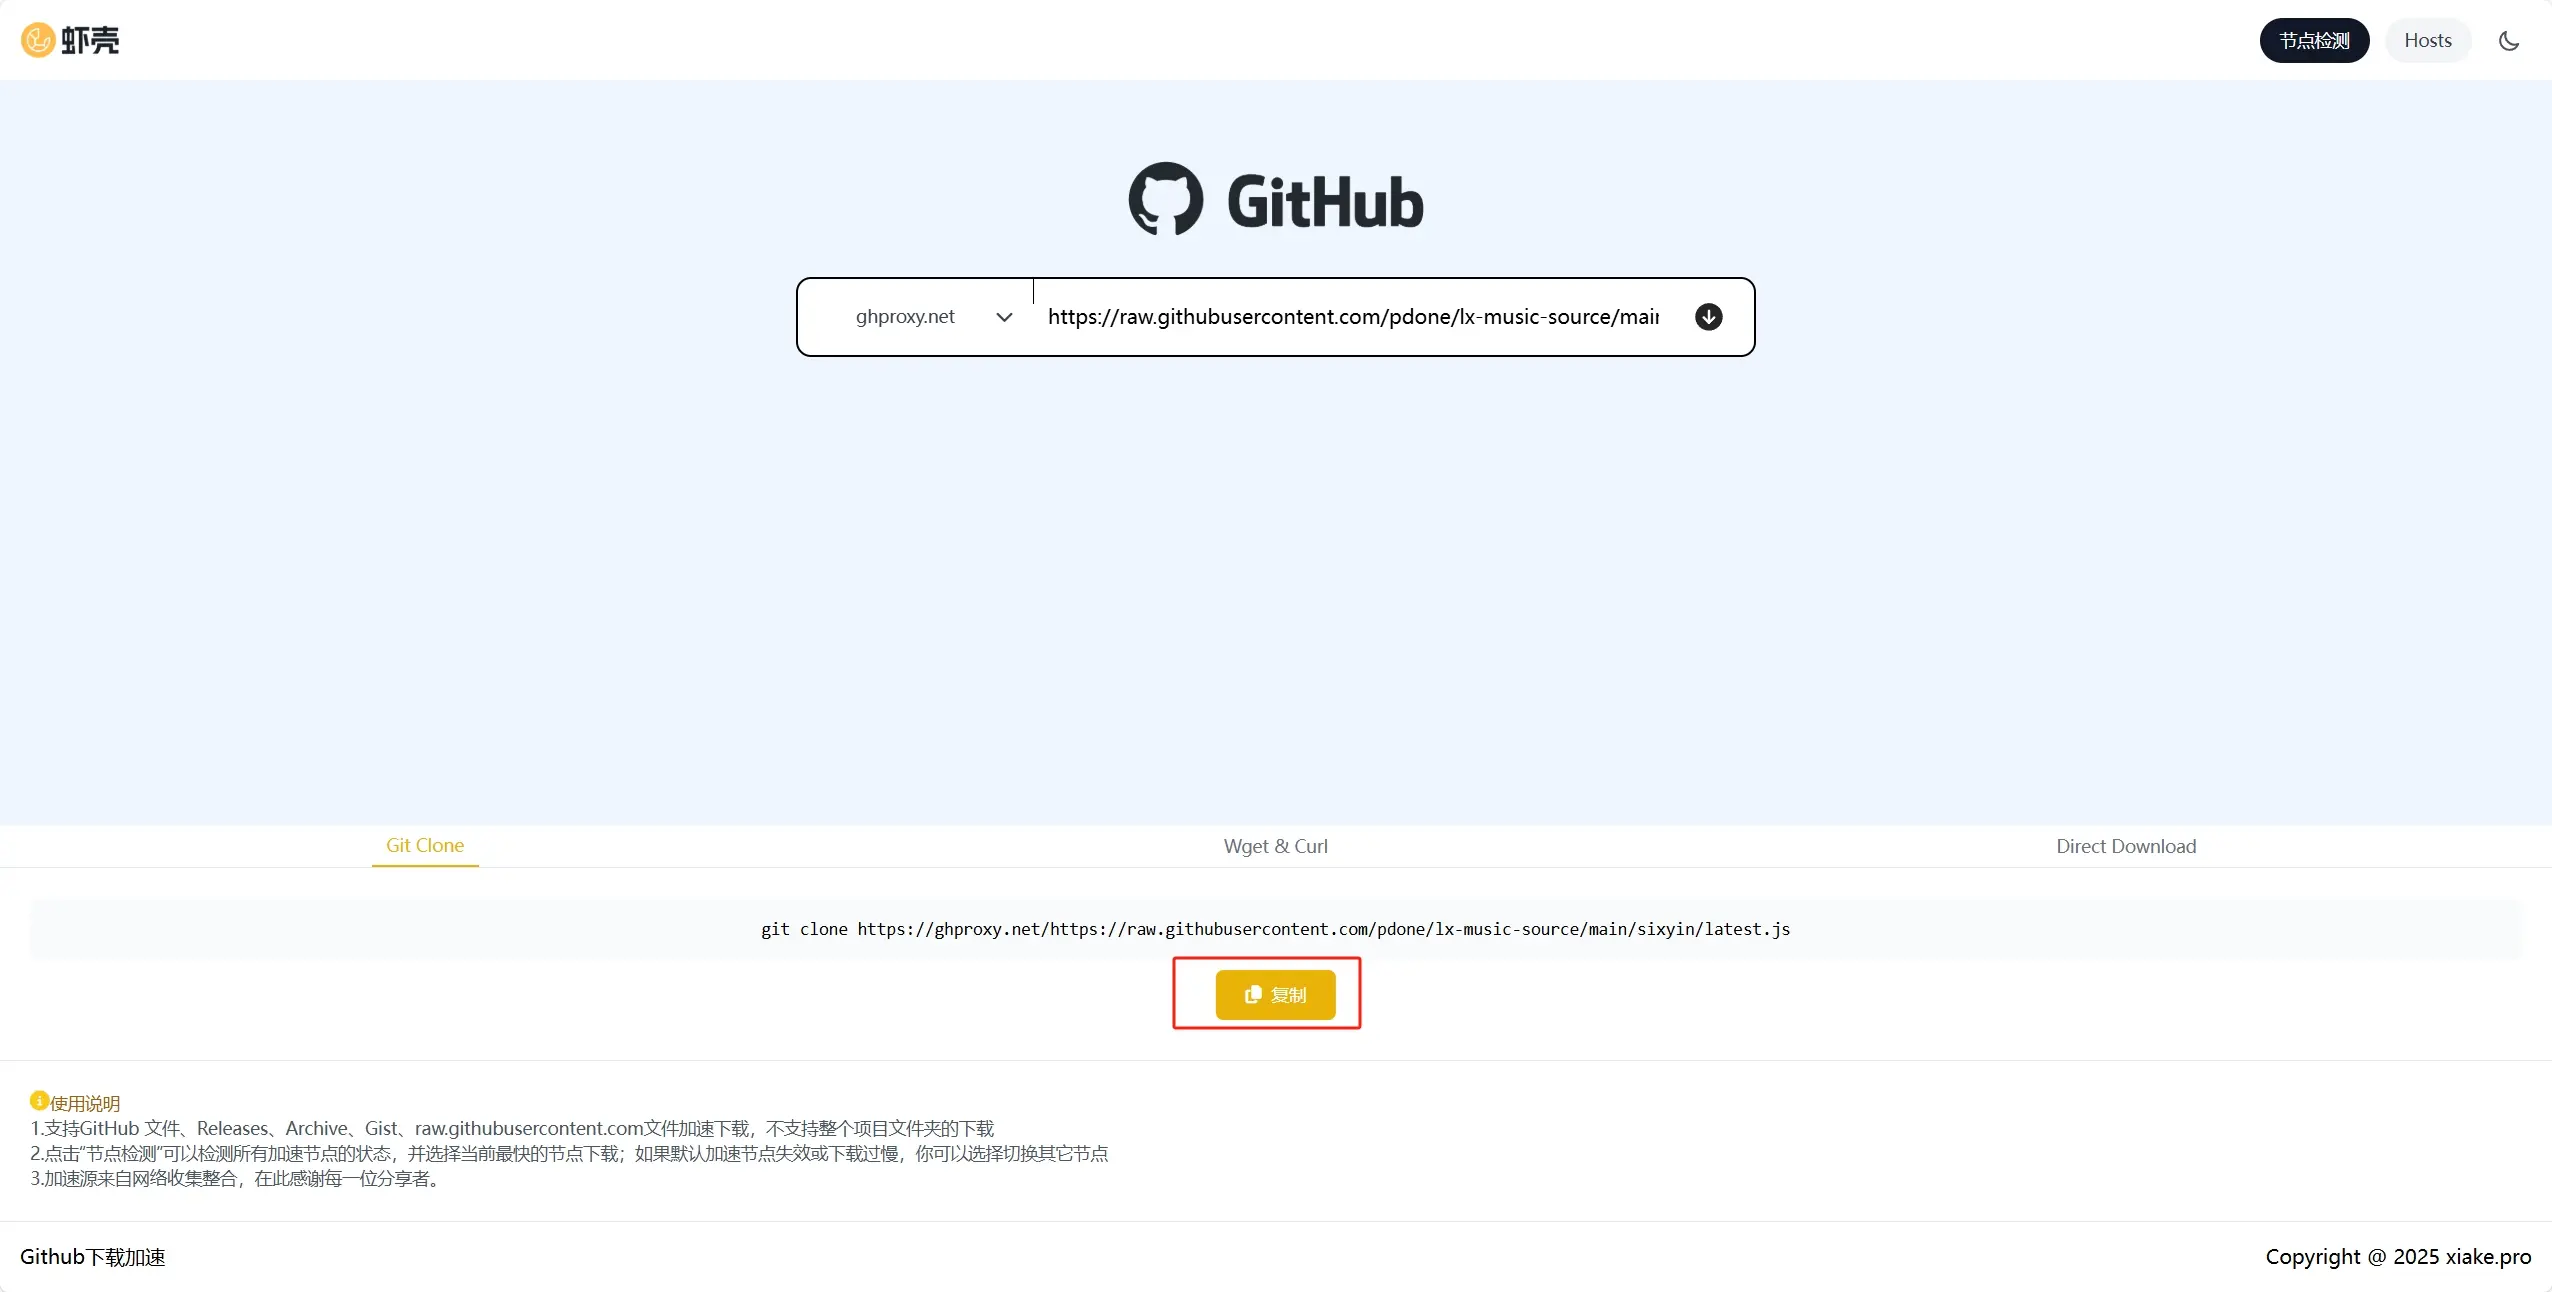 虾壳
节点检测
Hosts
GitHub
ghproxy.net
https://raw.githubusercontent.com/pdone/lx-music-source/main
Git Clone
Wget & Curl
Direct Download
git clone https://ghproxy.net/https://raw.githubusercontent.com/pdone/lx-music-source/main/sixyin/latest.js
复制
使用说明
1.支持GitHub 文件、Releases、Archive、Gist、raw.githubusercontent.com文件加速下载，不支持整个项目文件夹的下载
2.点击“节点检测”可以检测所有加速节点的状态，并选择当前最快的节点下载；如果默认加速节点失效或下载过慢，你可以选择切换其它节点
3.加速源来自网络收集整合，在此感谢每一位分享者。
Github下载加速
Copyright @ 2025 xiake.pro